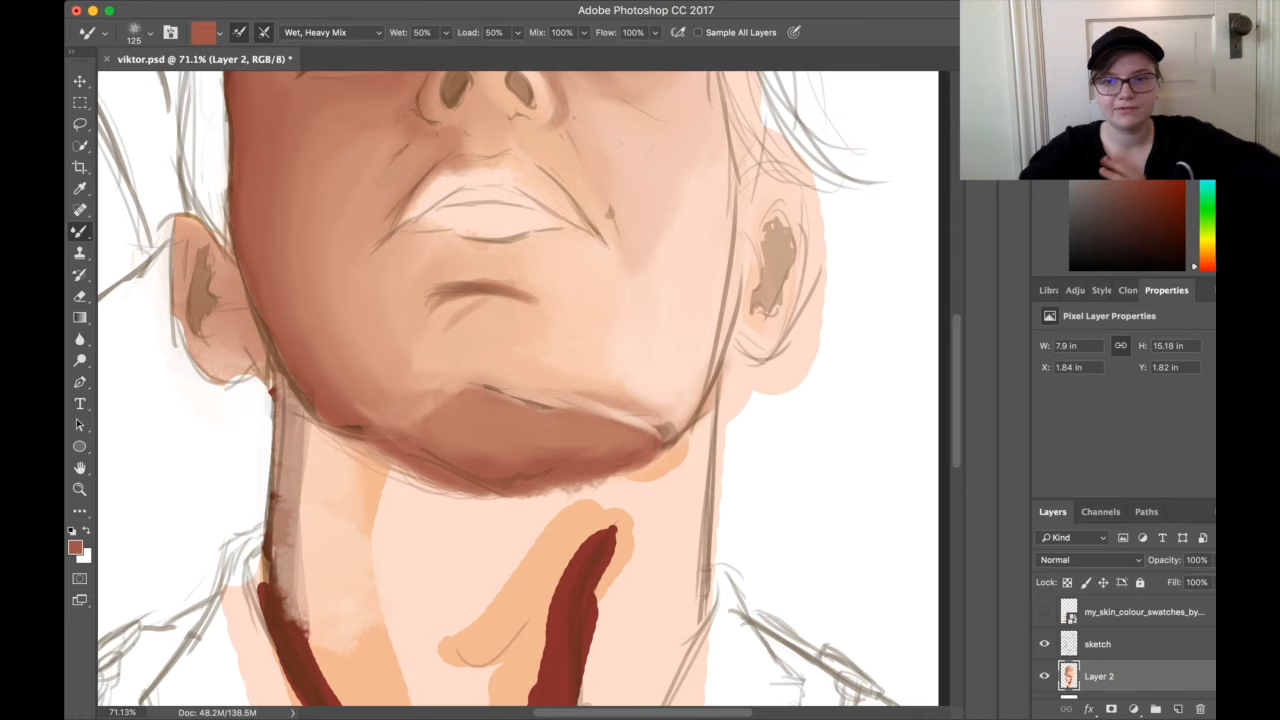 Adobe Photoshop CC 2017
125
Wet, Heavy Mix
Wet: 50%
Load: 50%
Mix: 100%
Flow: 100%
Sample All Layers
viktor.psd @ 71.1% (Layer 2, RGB/8) *
Libr
Adju
Style
Clon
Properties
Pixel Layer Properties
W: 7.9 in
H: 15.18 in
X: 1.84 in
Y: 1.82 in
Layers
Channels
Paths
Kind
Normal
Opacity: 100%
Lock:
Fill: 100%
my_skin_colour_swatches_by...
sketch
Layer 2
fx
71.13%
Doc: 48.2M/138.5M